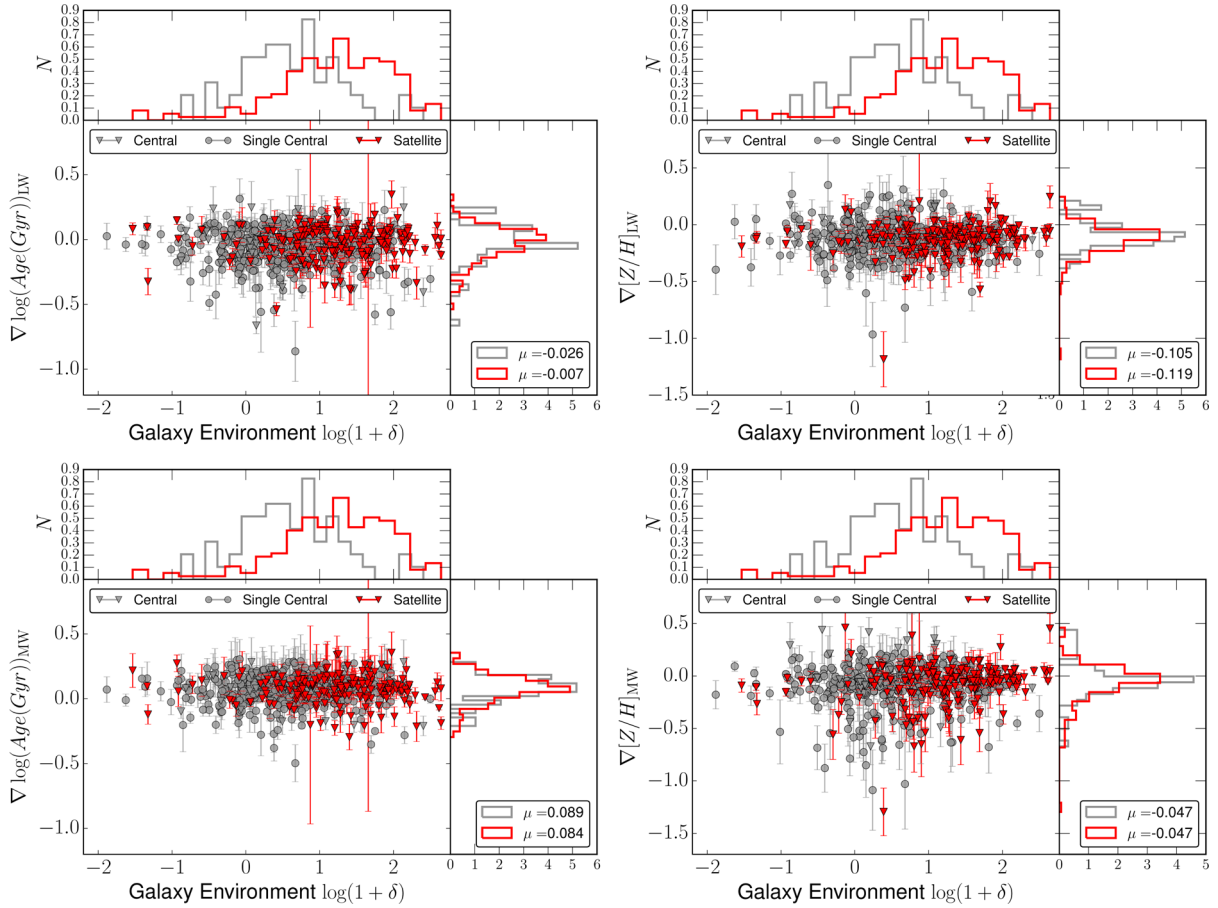 0.9
0.8
0.7
0.6
0.5
0.4
0.3
0.2
0.1
0.0
N
Central Single Central Satellite
0.5
0.0
−0.5
−1.0
∇ log(Age(Gyr))LW
μ =-0.026
μ =-0.007
−2 −1 0 1 2
0 1 2 3 4 5 6
Galaxy Environment log(1 + δ)
0.9
0.8
0.7
0.6
0.5
0.4
0.3
0.2
0.1
0.0
N
Central Single Central Satellite
0.5
0.0
−0.5
−1.0
−1.5
∇[Z/H]LW
μ =-0.105
μ =-0.119
−2 −1 0 1 2
0 1 2 3 4 5 6
Galaxy Environment log(1 + δ)
0.9
0.8
0.7
0.6
0.5
0.4
0.3
0.2
0.1
0.0
N
Central Single Central Satellite
0.5
0.0
−0.5
−1.0
∇ log(Age(Gyr))MW
μ =0.089
μ =0.084
−2 −1 0 1 2
0 1 2 3 4 5 6
Galaxy Environment log(1 + δ)
0.9
0.8
0.7
0.6
0.5
0.4
0.3
0.2
0.1
0.0
N
Central Single Central Satellite
0.5
0.0
−0.5
−1.0
−1.5
∇[Z/H]MW
μ =-0.047
μ =-0.047
−2 −1 0 1 2
0 1 2 3 4 5 6
Galaxy Environment log(1 + δ)